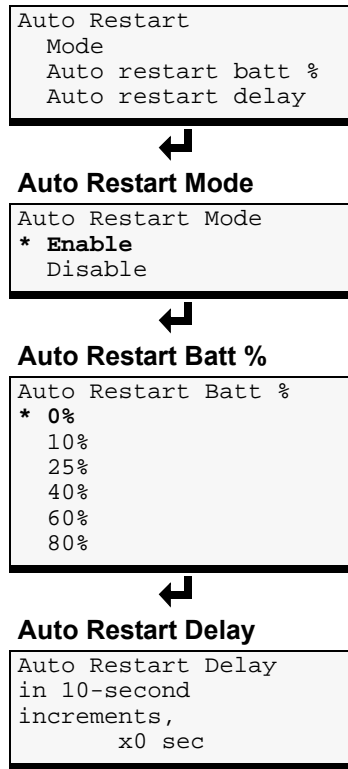 Auto Restart
Mode
Auto restart batt %
Auto restart delay
Auto Restart Mode
Auto Restart Mode
* Enable
Disable
Auto Restart Batt %
Auto Restart Batt %
* 0%
10%
25%
40%
60%
80%
Auto Restart Delay
Auto Restart Delay
in 10-second
increments,
x0 sec